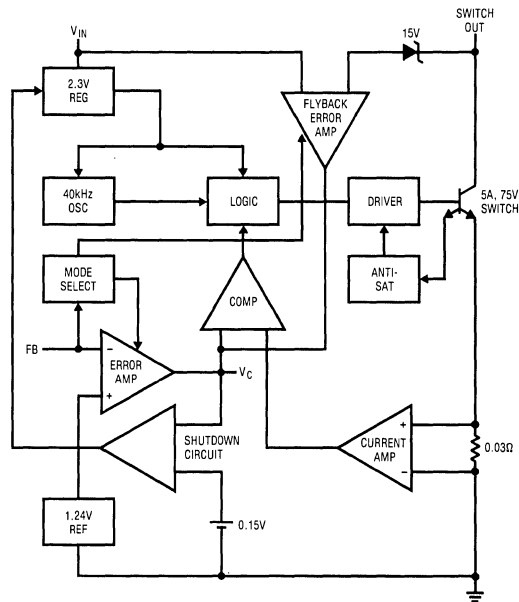 SWITCH
OUT
V_IN
15V
2.3V
REG
FLYBACK
ERROR
AMP
40kHz
OSC
LOGIC
DRIVER
5A, 75V
SWITCH
MODE
SELECT
ANTI-
SAT
COMP
FB
−
ERROR
AMP
+
V_C
SHUTDOWN
CIRCUIT
+
CURRENT
AMP
−
0.03Ω
1.24V
REF
0.15V